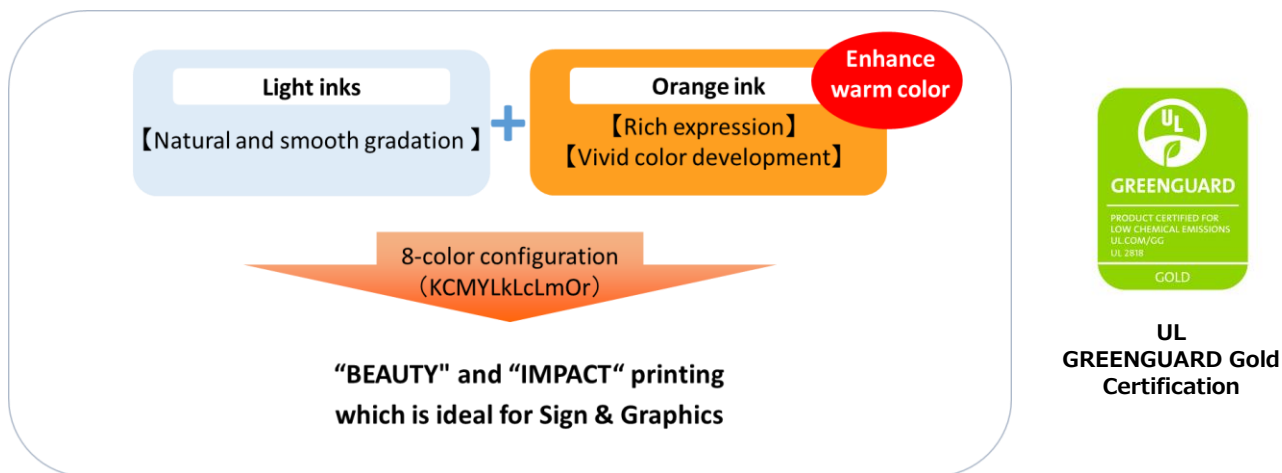 Light inks
【Natural and smooth gradation 】
+
Orange ink
【Rich expression】
【Vivid color development】
Enhance
warm color
8-color configuration
（KCMYLkLcLmOr）
“BEAUTY" and “IMPACT“ printing
which is ideal for Sign & Graphics
UL
GREENGUARD
PRODUCT CERTIFIED FOR
LOW CHEMICAL EMISSIONS
UL.COM/GG
UL 2818
GOLD
UL
GREENGUARD Gold
Certification